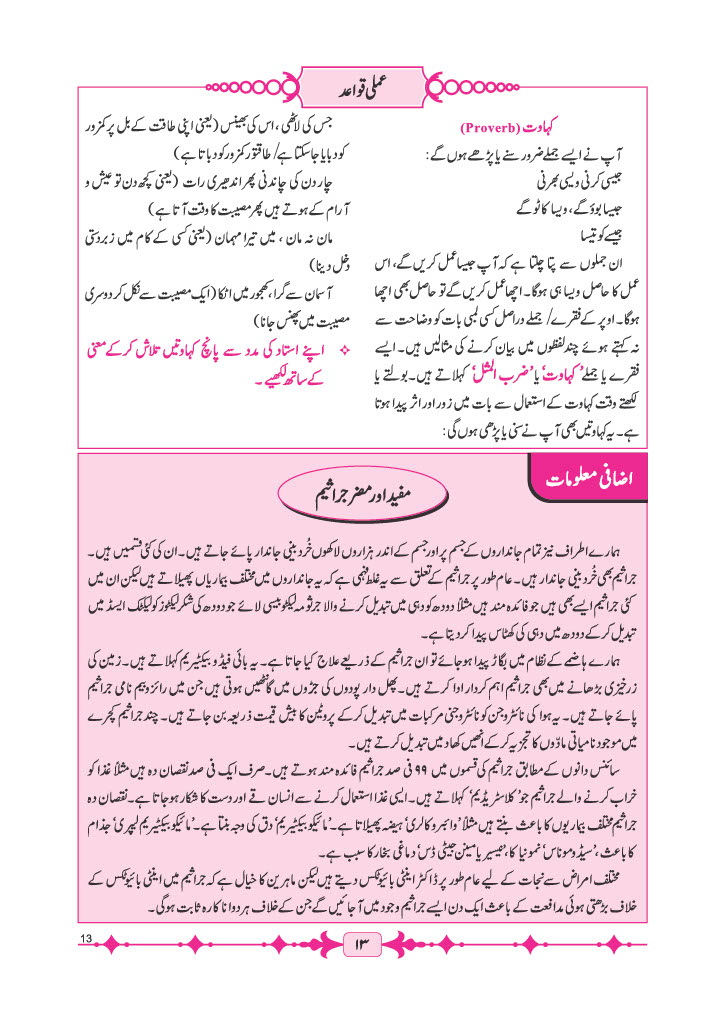 عملی قواعد
کہاوت (Proverb)
آپ نے ایسے جملے ضرور سنے یا پڑھے ہوں گے :
جیسی کرنی ویسی بھرنی
جیسا بوؤ گے، ویسا کاٹو گے
جیسے کو تیسا
ان جملوں سے پتا چلتا ہے کہ آپ جیسا عمل کریں گے، اس
عمل کا حاصل ویسا ہی ہوگا۔ اچھا عمل کریں گے تو حاصل بھی اچھا
ہوگا۔ اوپر کے فقرے/ جملے دراصل کسی لمبی بات کو وضاحت سے
نہ کہتے ہوئے چند لفظوں میں بیان کرنے کی مثالیں ہیں۔ ایسے
فقرے یا جملے ’کہاوت‘ یا ’ضرب المثل‘ کہلاتے ہیں۔ بولتے یا
لکھتے وقت کہاوت کے استعمال سے بات میں زور اور اثر پیدا ہوتا
ہے۔ یہ کہاوتیں بھی آپ نے سنی یا پڑھی ہوں گی :
جس کی لاٹھی، اس کی بھینس (یعنی اپنی طاقت کے بل پر کمزور
کو دبایا جاسکتا ہے/ طاقتور کمزور کو دباتا ہے)
چار دن کی چاندنی پھر اندھیری رات (یعنی کچھ دن تو عیش و
آرام کے ہوتے ہیں پھر مصیبت کا وقت آتا ہے)
مان نہ مان، میں تیرا مہمان (یعنی کسی کے کام میں زبردستی
دخل دینا)
آسمان سے گرا، کھجور میں اٹکا (ایک مصیبت سے نکل کر دوسری
مصیبت میں پھنس جانا)
❖ اپنے استاد کی مدد سے پانچ کہاوتیں تلاش کر کے معنی
کے ساتھ لکھیے۔
اضافی معلومات
مفید اور مضر جراثیم
ہمارے اطراف نیز تمام جانداروں کے جسم پر اور جسم کے اندر ہزاروں لاکھوں خُردبینی جاندار پائے جاتے ہیں۔ ان کی کئی قسمیں ہیں۔
جراثیم بھی خُردبینی جاندار ہیں۔ عام طور پر جراثیم کے تعلق سے یہ غلط فہمی ہے کہ یہ جانداروں میں مختلف بیماریاں پھیلاتے ہیں لیکن ان میں
کئی جراثیم ایسے بھی ہیں جو فائدہ مند ہیں مثلاً دودھ کو دہی میں تبدیل کرنے والا جرثومہ لیکٹوبیسی لائے جو دودھ کی شکر لیکٹوز کو لیکٹک ایسڈ میں
تبدیل کر کے دودھ میں دہی کی کھٹاس پیدا کر دیتا ہے۔
ہمارے ہاضمے کے نظام میں بگاڑ پیدا ہو جائے تو ان جراثیم کے ذریعے علاج کیا جاتا ہے۔ یہ بائی فیڈو بیکٹیریم کہلاتے ہیں۔ زمین کی
زرخیزی بڑھانے میں بھی جراثیم اہم کردار ادا کرتے ہیں۔ پھل دار پودوں کی جڑوں میں گانٹھیں ہوتی ہیں جن میں رائزوبیم نامی جراثیم
پائے جاتے ہیں۔ یہ ہوا کی نائٹروجن کو نائٹروجنی مرکبات میں تبدیل کر کے پروٹین کا بیش قیمت ذریعہ بن جاتے ہیں۔ چند جراثیم کچرے
میں موجود نامیاتی مادّوں کا تجزیہ کر کے انھیں کھاد میں تبدیل کرتے ہیں۔
سائنس دانوں کے مطابق جراثیم کی قسموں میں ۹۹ فی صد جراثیم فائدہ مند ہوتے ہیں۔ صرف ایک فی صد نقصان دہ ہیں مثلاً غذا کو
خراب کرنے والے جراثیم جو ’کلاسٹریڈیم‘ کہلاتے ہیں۔ ایسی غذا استعمال کرنے سے انسان قے اور دست کا شکار ہو جاتا ہے۔ نقصان دہ
جراثیم مختلف بیماریوں کا باعث بنتے ہیں مثلاً ’وائبرو کالری‘ ہیضہ پھیلاتا ہے۔ ’مائیکو بیکٹیریم‘ دق کی وجہ بنتا ہے۔ ’مائیکو بیکٹیریم لیپری‘ جذام
کا باعث، ’سیڈوموناس‘ نمونیا کا، ’نیسیریا مینن جیٹی ڈس‘ دماغی بخار کا سبب ہے۔
مختلف امراض سے نجات کے لیے عام طور پر ڈاکٹر اینٹی بائیوٹکس دیتے ہیں لیکن ماہرین کا خیال ہے کہ جراثیم میں اینٹی بائیوٹکس کے
خلاف بڑھتی ہوئی مدافعت کے باعث ایک دن ایسے جراثیم وجود میں آجائیں گے جن کے خلاف ہر دوا ناکارہ ثابت ہوگی۔
13
۱۳